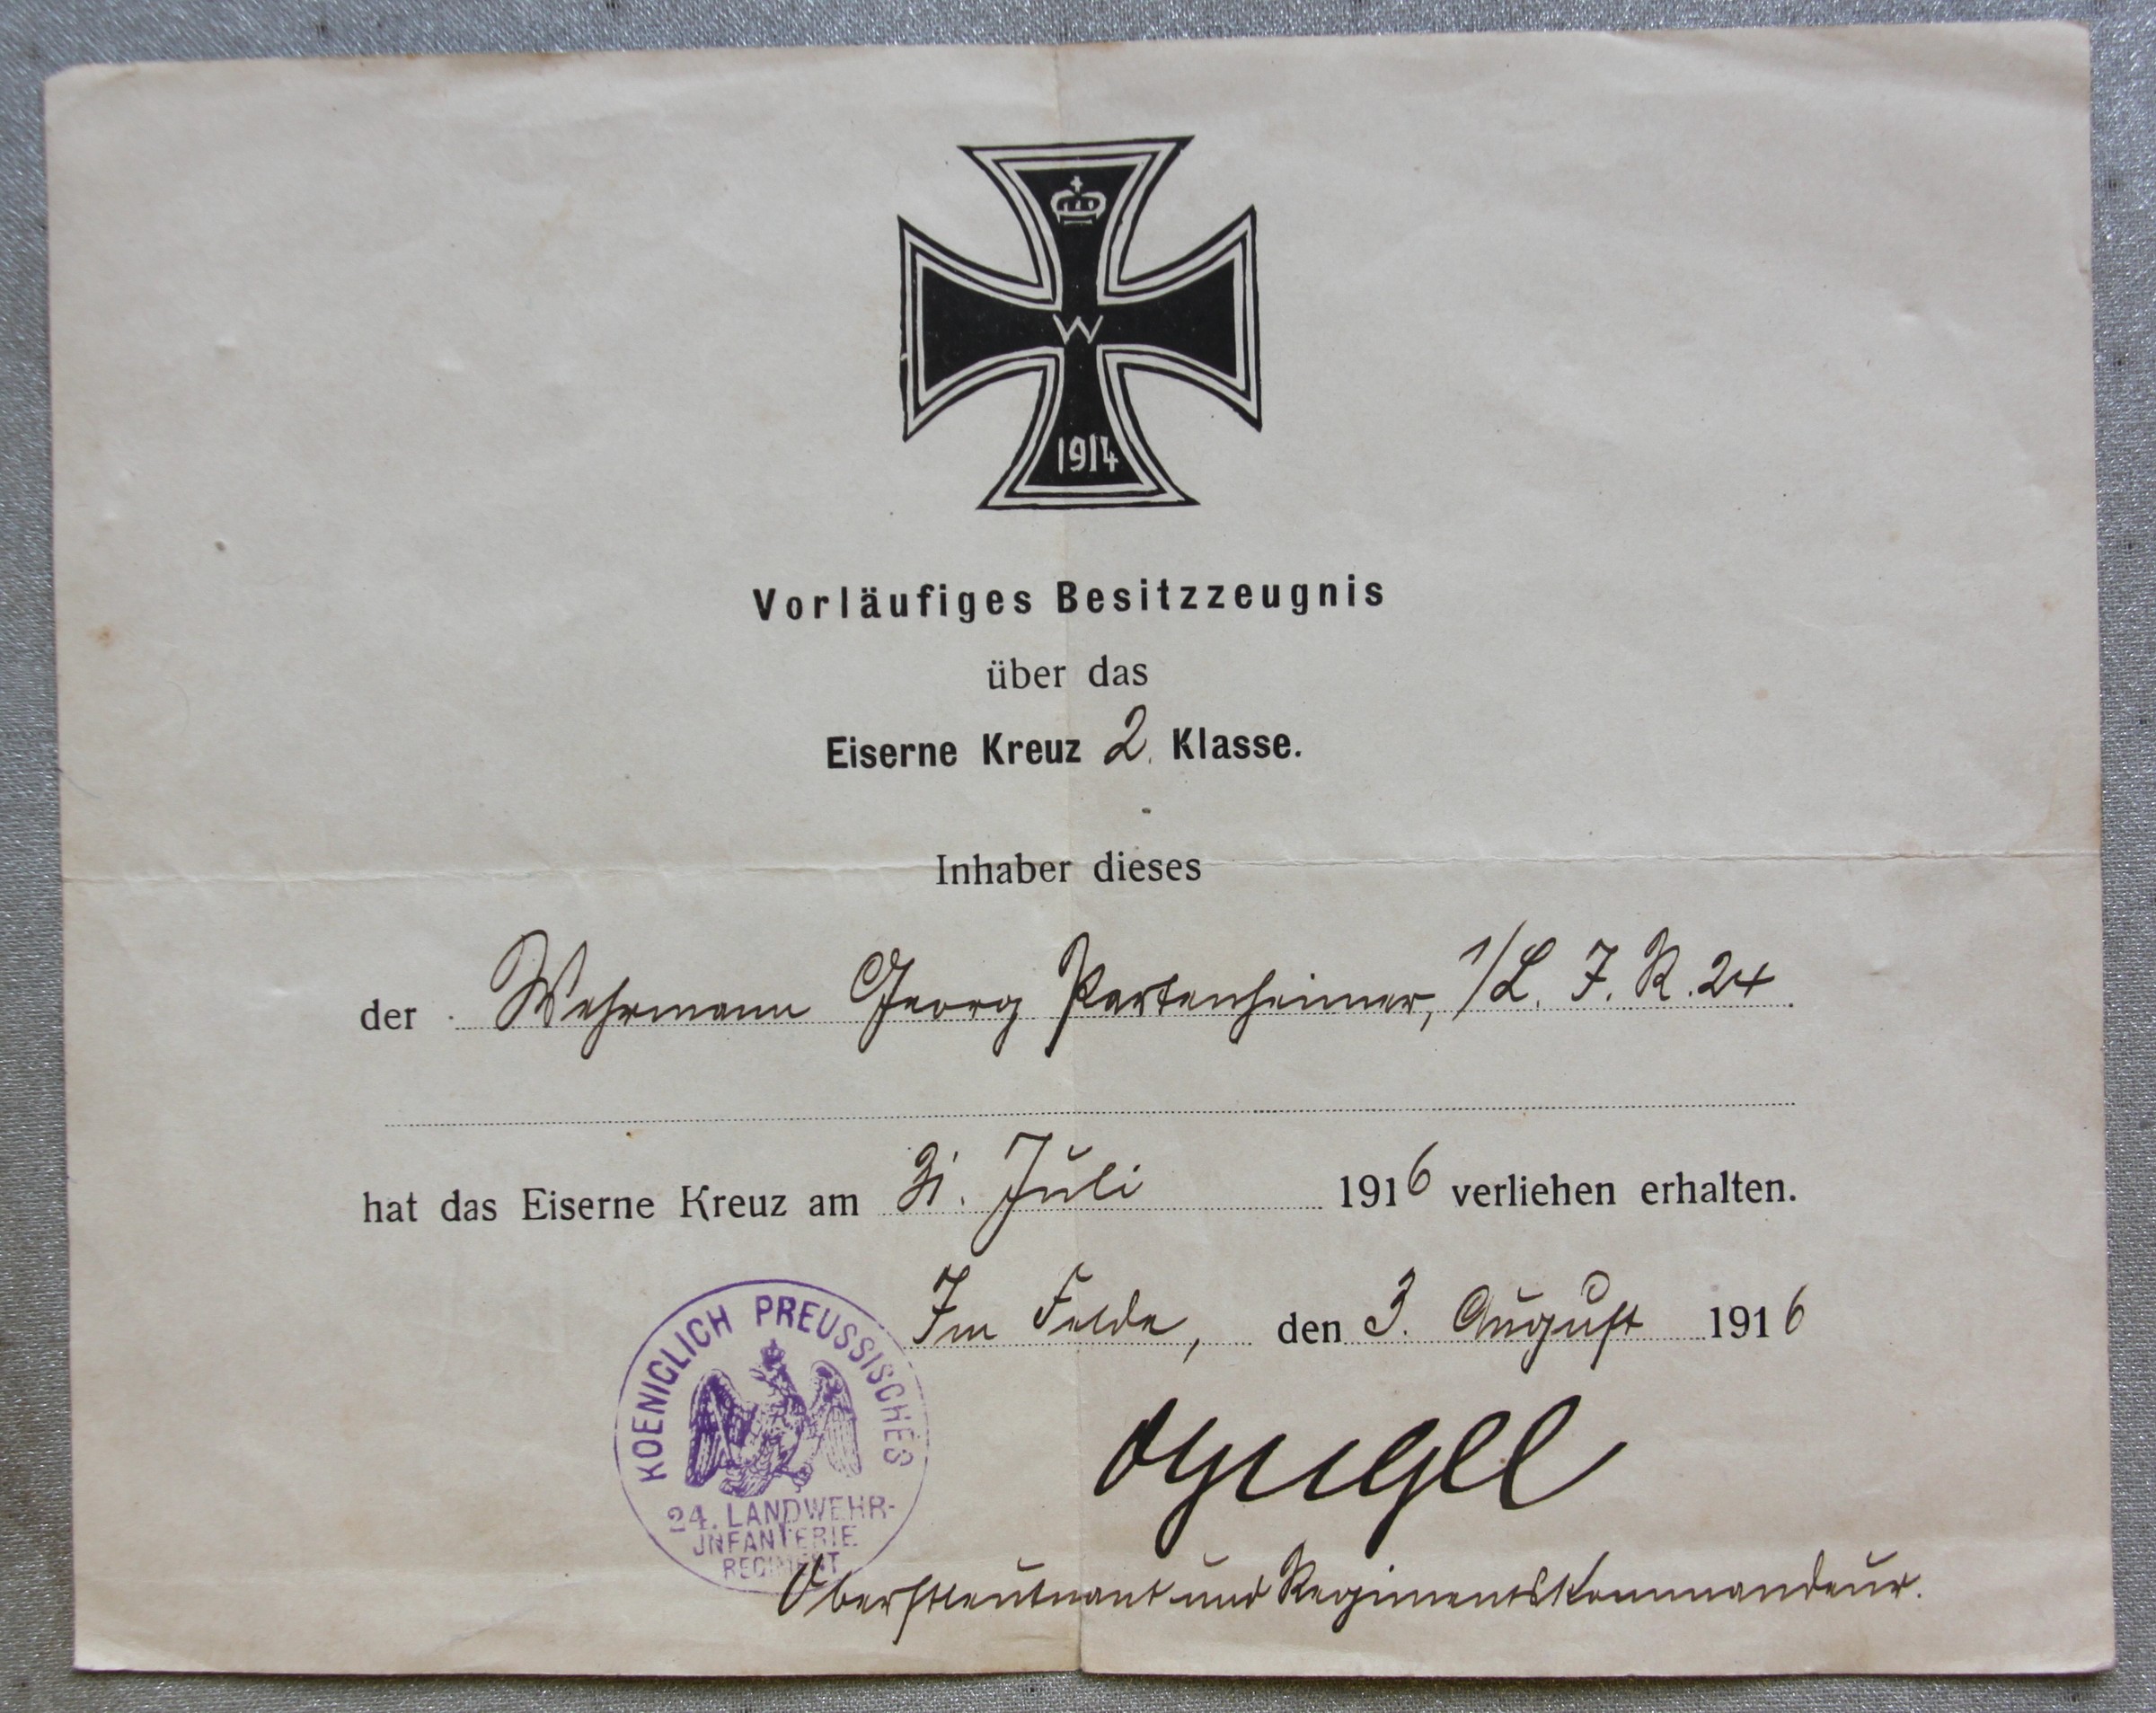 W
1914
Vorläufiges Besitzzeugnis
über das
Eiserne Kreuz 2. Klasse.
Inhaber dieses
der Wehrmann Georg Partenheimer, 1/L. I. R. 24
hat das Eiserne Kreuz am 31. Juli 1916 verliehen erhalten.
Im Felde, den 3. August 1916
KOENIGLICH PREUSSISCHES
24. LANDWEHR-
INFANTERIE
REGIMENT
Oberstleutnant und Regimentskommandeur.